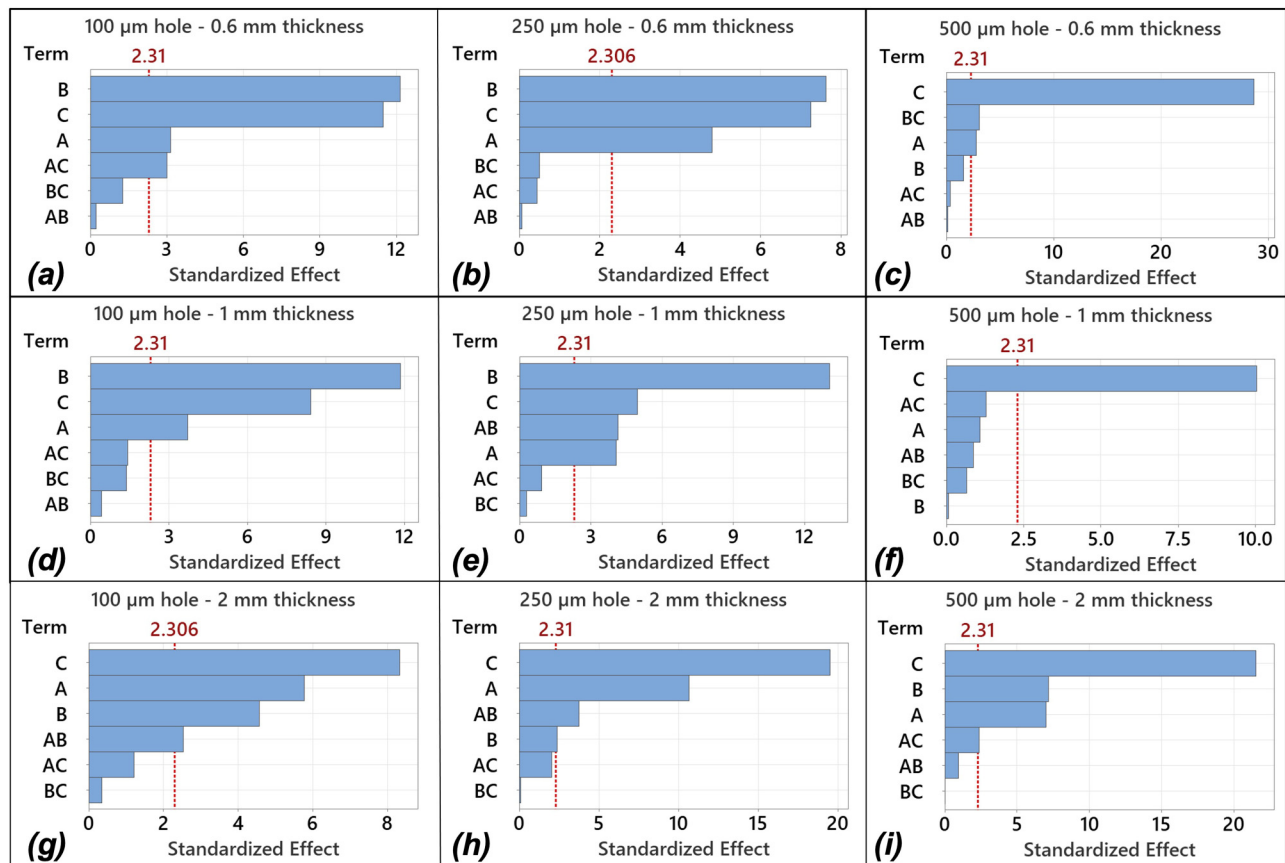 100 µm hole - 0.6 mm thickness
Term
2.31
B
C
A
AC
BC
AB
0 3 6 9 12
Standardized Effect
(a)
250 µm hole - 0.6 mm thickness
Term
2.306
B
C
A
BC
AC
AB
0 2 4 6 8
Standardized Effect
(b)
500 µm hole - 0.6 mm thickness
Term
2.31
C
BC
A
B
AC
AB
0 10 20 30
Standardized Effect
(c)
100 µm hole - 1 mm thickness
Term
2.31
B
C
A
AC
BC
AB
0 3 6 9 12
Standardized Effect
(d)
250 µm hole - 1 mm thickness
Term
2.31
B
C
AB
A
AC
BC
0 3 6 9 12
Standardized Effect
(e)
500 µm hole - 1 mm thickness
Term
2.31
C
AC
A
AB
BC
B
0.0 2.5 5.0 7.5 10.0
Standardized Effect
(f)
100 µm hole - 2 mm thickness
Term
2.306
C
A
B
AB
AC
BC
0 2 4 6 8
Standardized Effect
(g)
250 µm hole - 2 mm thickness
Term
2.31
C
A
AB
B
AC
BC
0 5 10 15 20
Standardized Effect
(h)
500 µm hole - 2 mm thickness
Term
2.31
C
B
A
AC
AB
BC
0 5 10 15 20
Standardized Effect
(i)